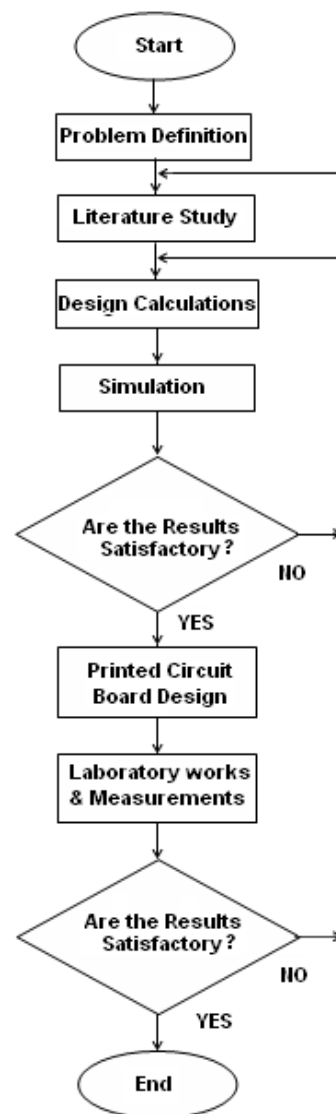 Start
Problem Definition
Literature Study
Design Calculations
Simulation
Are the Results
Satisfactory?
NO
YES
Printed Circuit
Board Design
Laboratory works
& Measurements
Are the Results
Satisfactory?
NO
YES
End